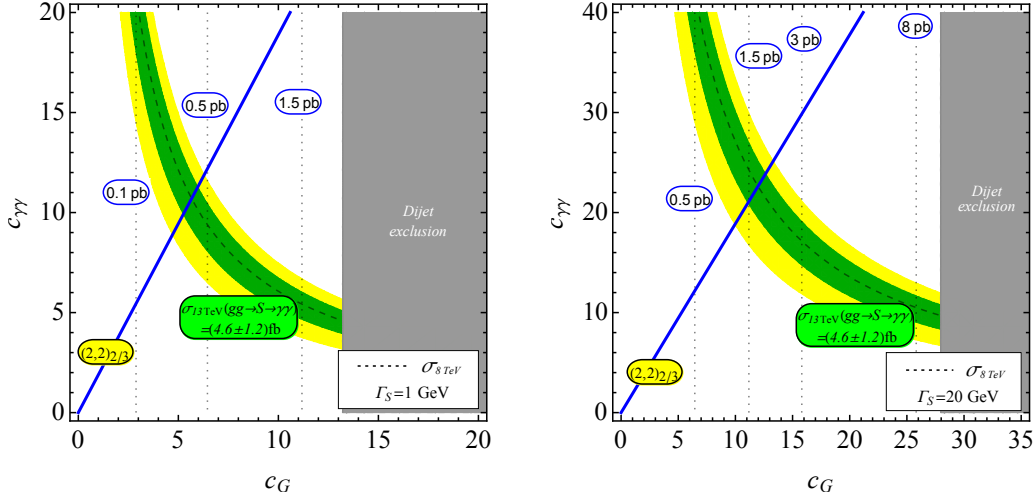 20
15
10
5
0
c_γγ
0.5 pb
1.5 pb
0.1 pb
Dijet
exclusion
σ_13TeV(gg→S→γγ)
=(4.6±1.2)fb
(2,2)_2/3
σ_8 TeV
Γ_S=1 GeV
0 5 10 15 20
c_G
40
30
20
10
0
c_γγ
1.5 pb
3 pb
8 pb
0.5 pb
Dijet
exclusion
σ_13TeV(gg→S→γγ)
=(4.6±1.2)fb
(2,2)_2/3
σ_8 TeV
Γ_S=20 GeV
0 5 10 15 20 25 30 35
c_G